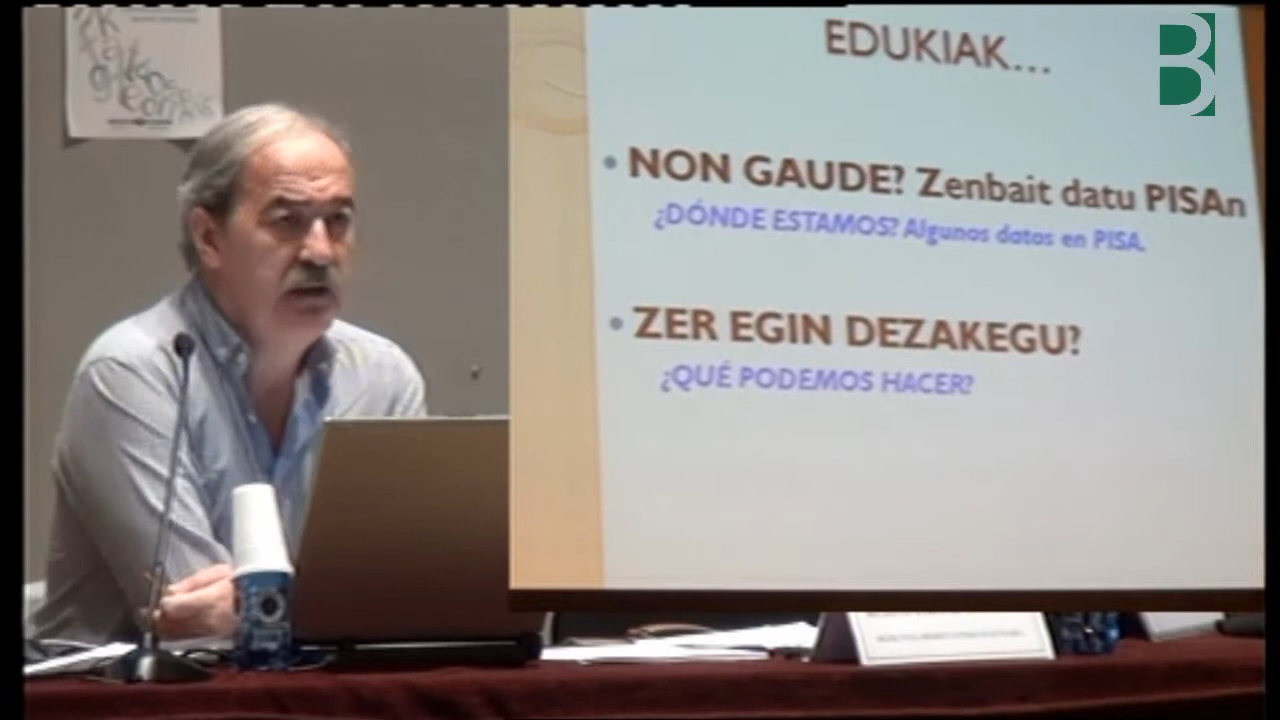 EDUKIAK...
B
• NON GAUDE? Zenbait datu PISAn
¿DÓNDE ESTAMOS? Algunos datos en PISA.
• ZER EGIN DEZAKEGU?
¿QUÉ PODEMOS HACER?